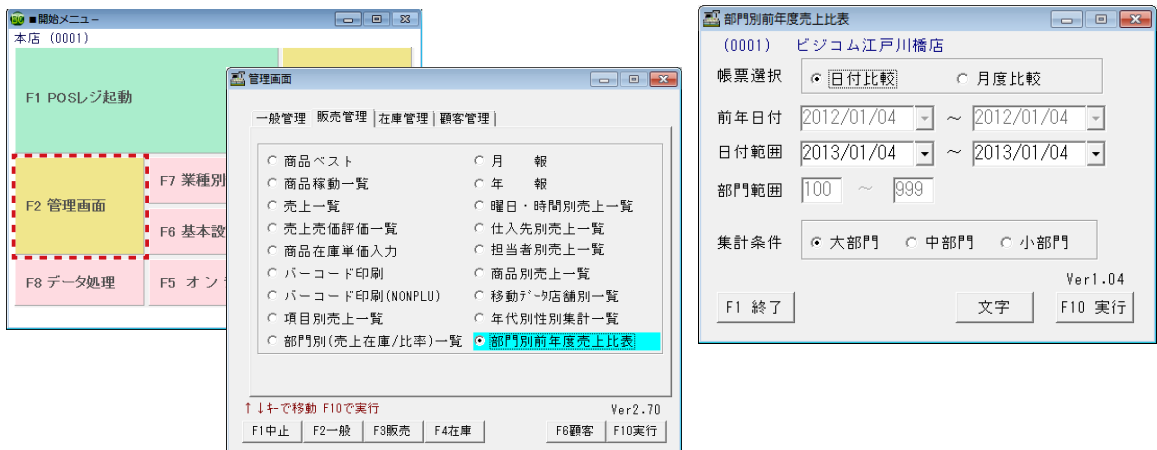 ■開始メニュー
本店 (0001)
F1 POSレジ起動
F2 管理画面
F7 業種別
F6 基本設
F8 データ処理
F5 オン
管理画面
一般管理 販売管理 在庫管理 顧客管理
商品ベスト
商品稼動一覧
売上一覧
売上売価評価一覧
商品在庫単価入力
バーコード印刷
バーコード印刷(NONPLU)
項目別売上一覧
部門別(売上在庫/比率)一覧
月 報
年 報
曜日・時間別売上一覧
仕入先別売上一覧
担当者別売上一覧
商品別売上一覧
移動ﾃﾞｰﾀ店舗別一覧
年代別性別集計一覧
部門別前年度売上比表
↑↓ｷｰで移動 F10で実行
Ver2.70
F1中止 F2一般 F3販売 F4在庫 F6顧客 F10実行
部門別前年度売上比表
(0001) ビジコム江戸川橋店
帳票選択 日付比較 月度比較
前年日付 2012/01/04 ～ 2012/01/04
日付範囲 2013/01/04 ～ 2013/01/04
部門範囲 100 ～ 999
集計条件 大部門 中部門 小部門
Ver1.04
F1 終了 文字 F10 実行